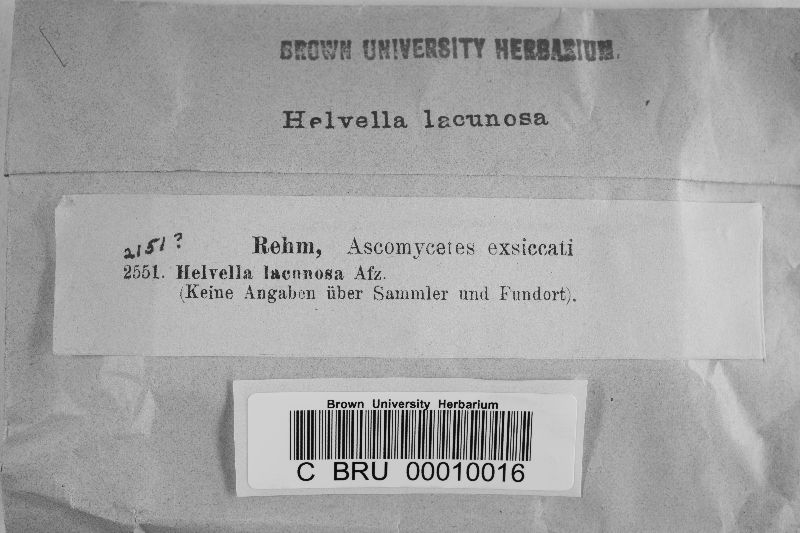 BROWN UNIVERSITY HERBARIUM.
Helvella lacunosa
2151?
Rehm, Ascomycetes exsiccati
2551. Helvella lacunosa Afz.
(Keine Angaben über Sammler und Fundort).
Brown University Herbarium
C BRU 00010016